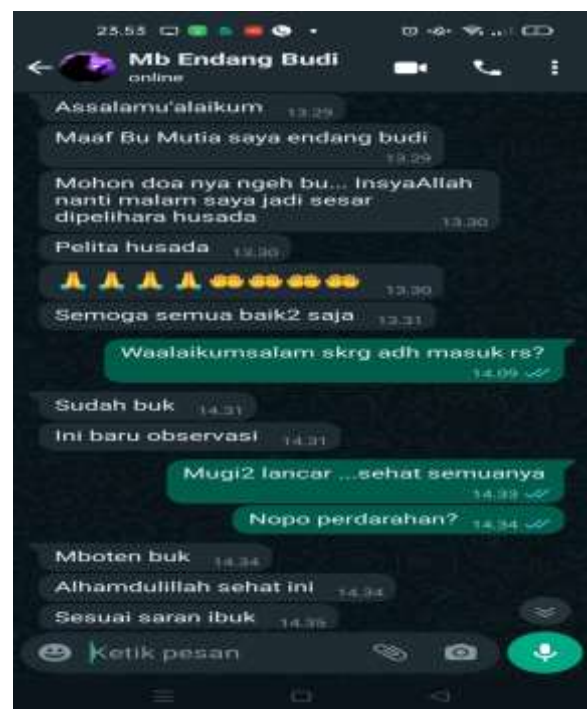 Mb Endang Budi
online
Assalamu'alaikum 13.29
Maaf Bu Mutia saya endang budi
13.29
Mohon doa nya ngeh bu... InsyaAllah
nanti malam saya jadi sesar
dipelihara husada 13.30
Pelita husada 13.30
🙏🙏🙏🙏🤲🤲🤲🤲 13.30
Semoga semua baik2 saja 13.31
Waalaikumsalam skrg adh masuk rs?
14.09
Sudah buk 14.31
Ini baru observasi 14.31
Mugi2 lancar ...sehat semuanya
14.33
Nopo perdarahan? 14.34
Mboten buk 14.34
Alhamdulillah sehat ini 14.34
Sesuai saran ibuk 14.35
Ketik pesan